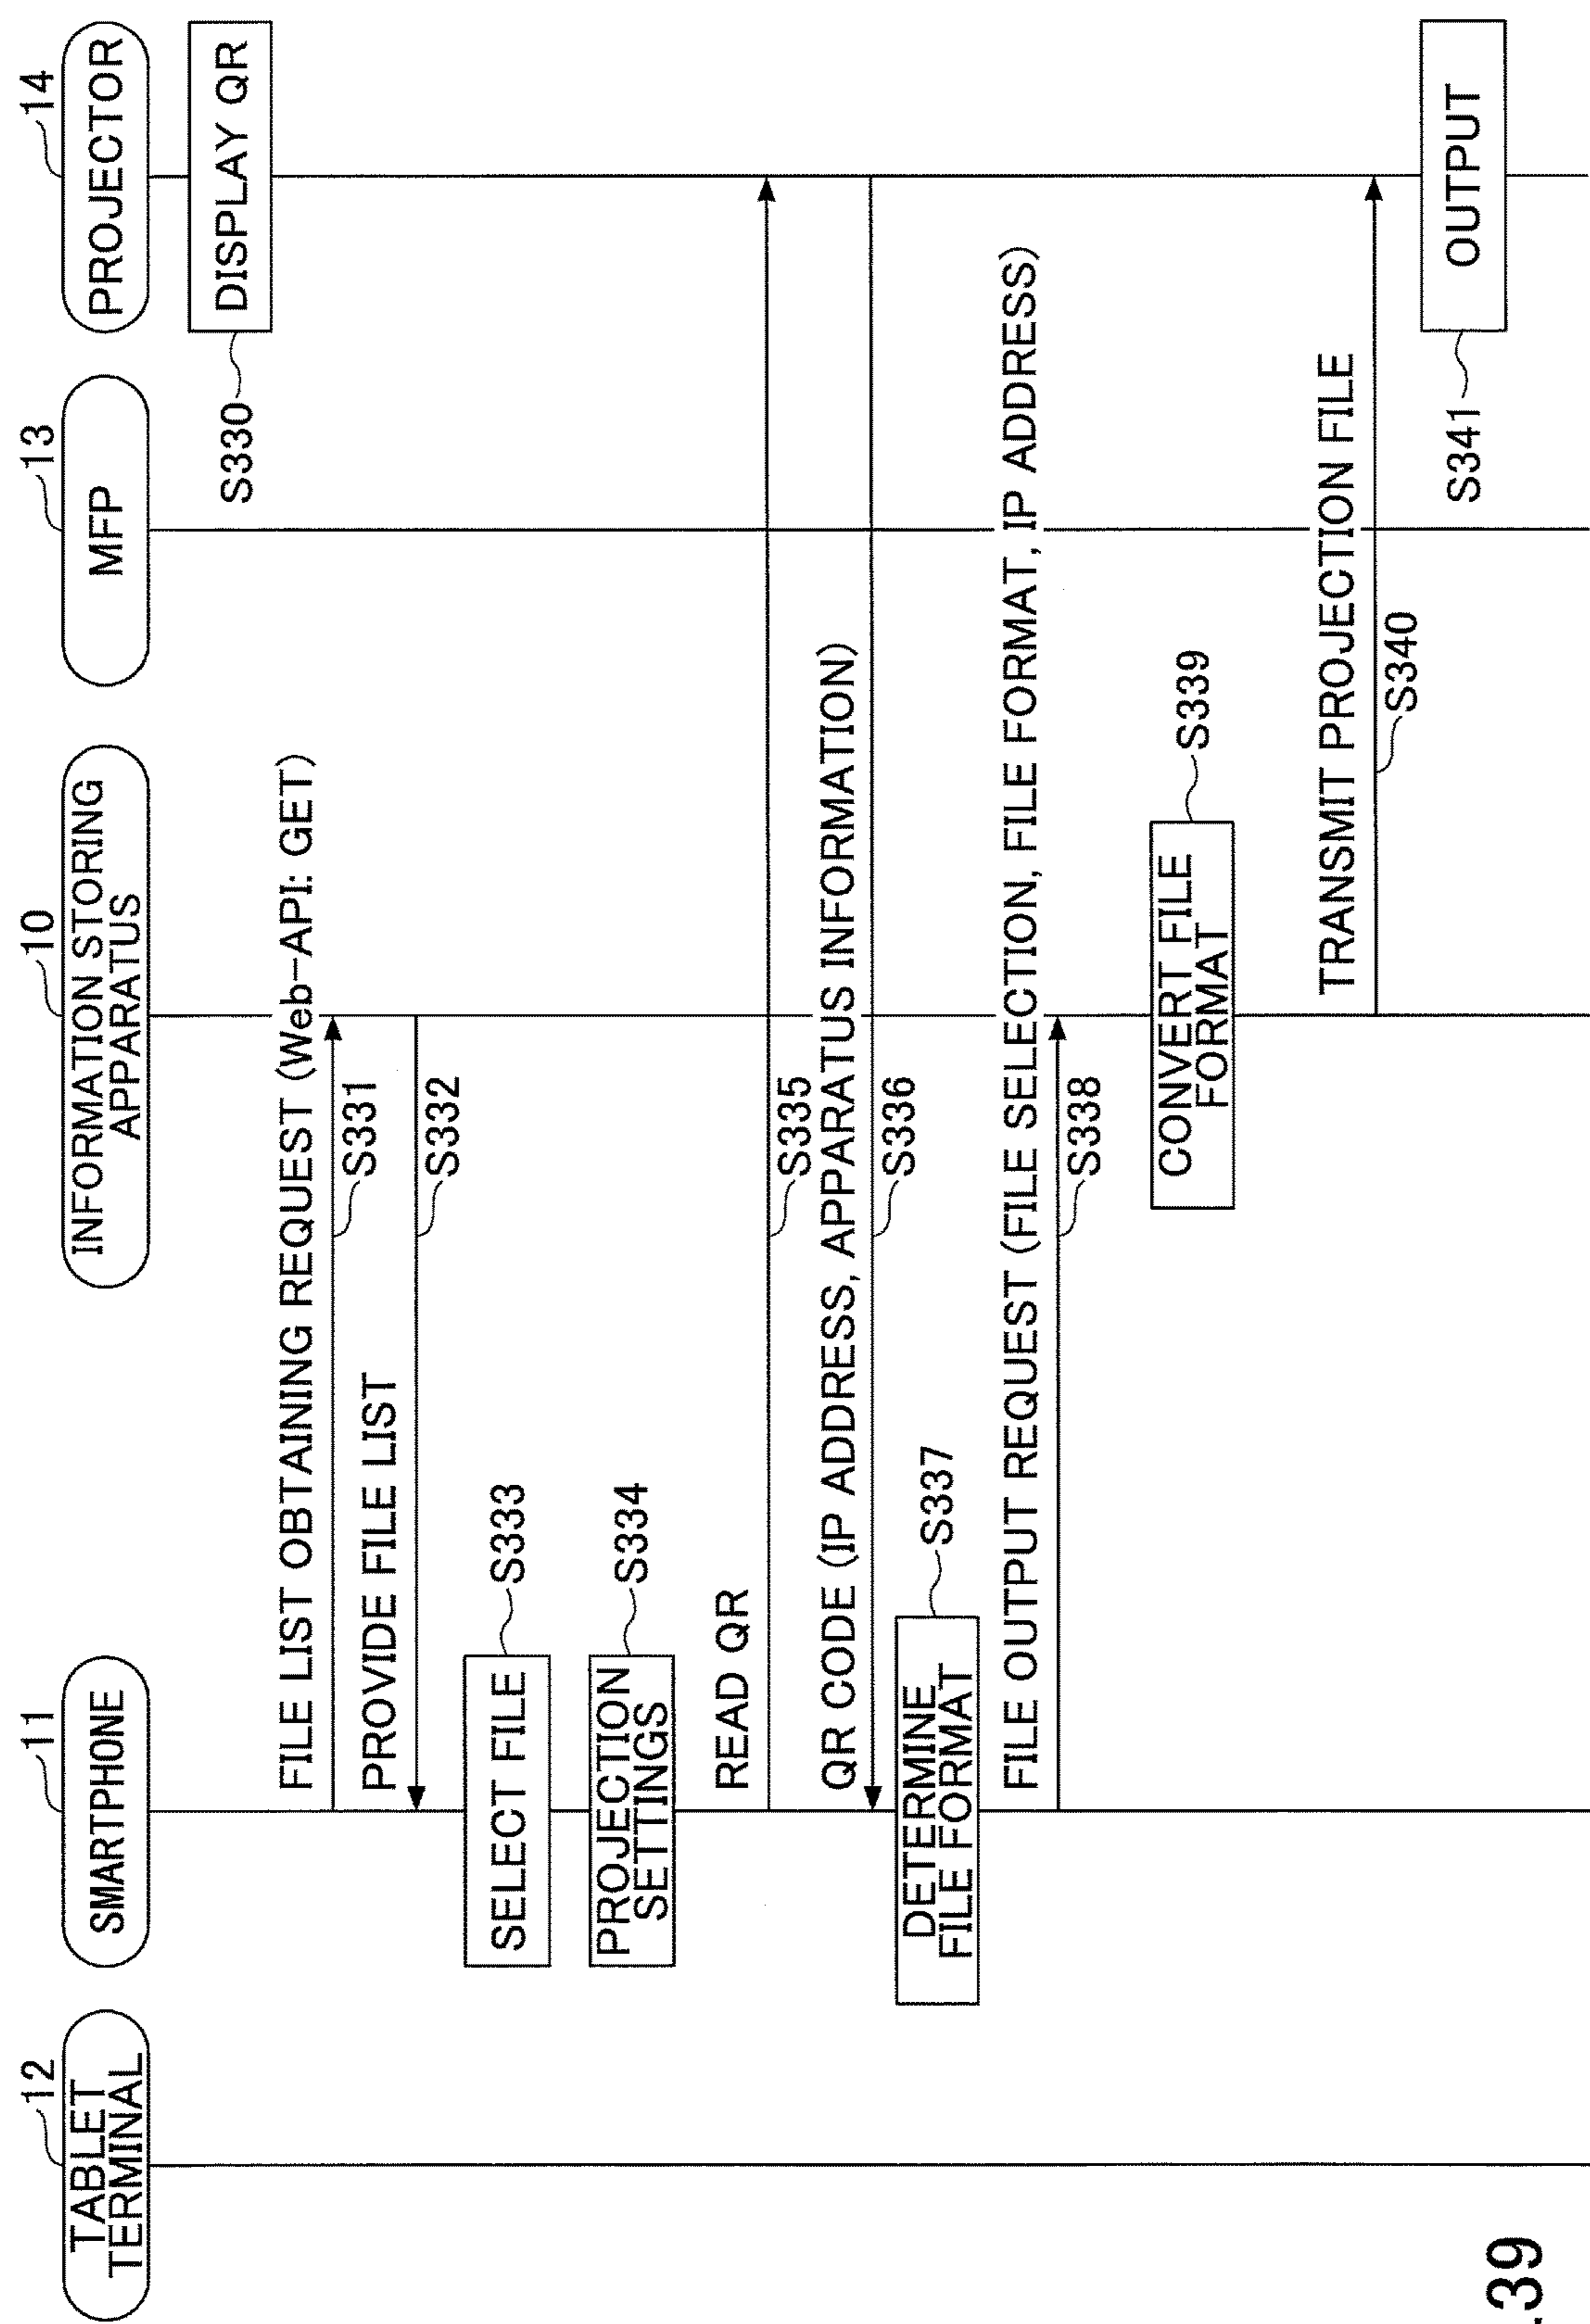 12
TABLET
TERMINAL
11
SMARTPHONE
10
INFORMATION STORING
APPARATUS
13
MFP
14
PROJECTOR
S330
DISPLAY QR
FILE LIST OBTAINING REQUEST (Web-API: GET)
S331
PROVIDE FILE LIST
S332
SELECT FILE
S333
PROJECTION
SETTINGS
S334
READ QR
S335
QR CODE (IP ADDRESS, APPARATUS INFORMATION)
S336
DETERMINE
FILE FORMAT
S337
FILE OUTPUT REQUEST (FILE SELECTION, FILE FORMAT, IP ADDRESS)
S338
CONVERT FILE
FORMAT
S339
TRANSMIT PROJECTION FILE
S340
S341
OUTPUT
.39